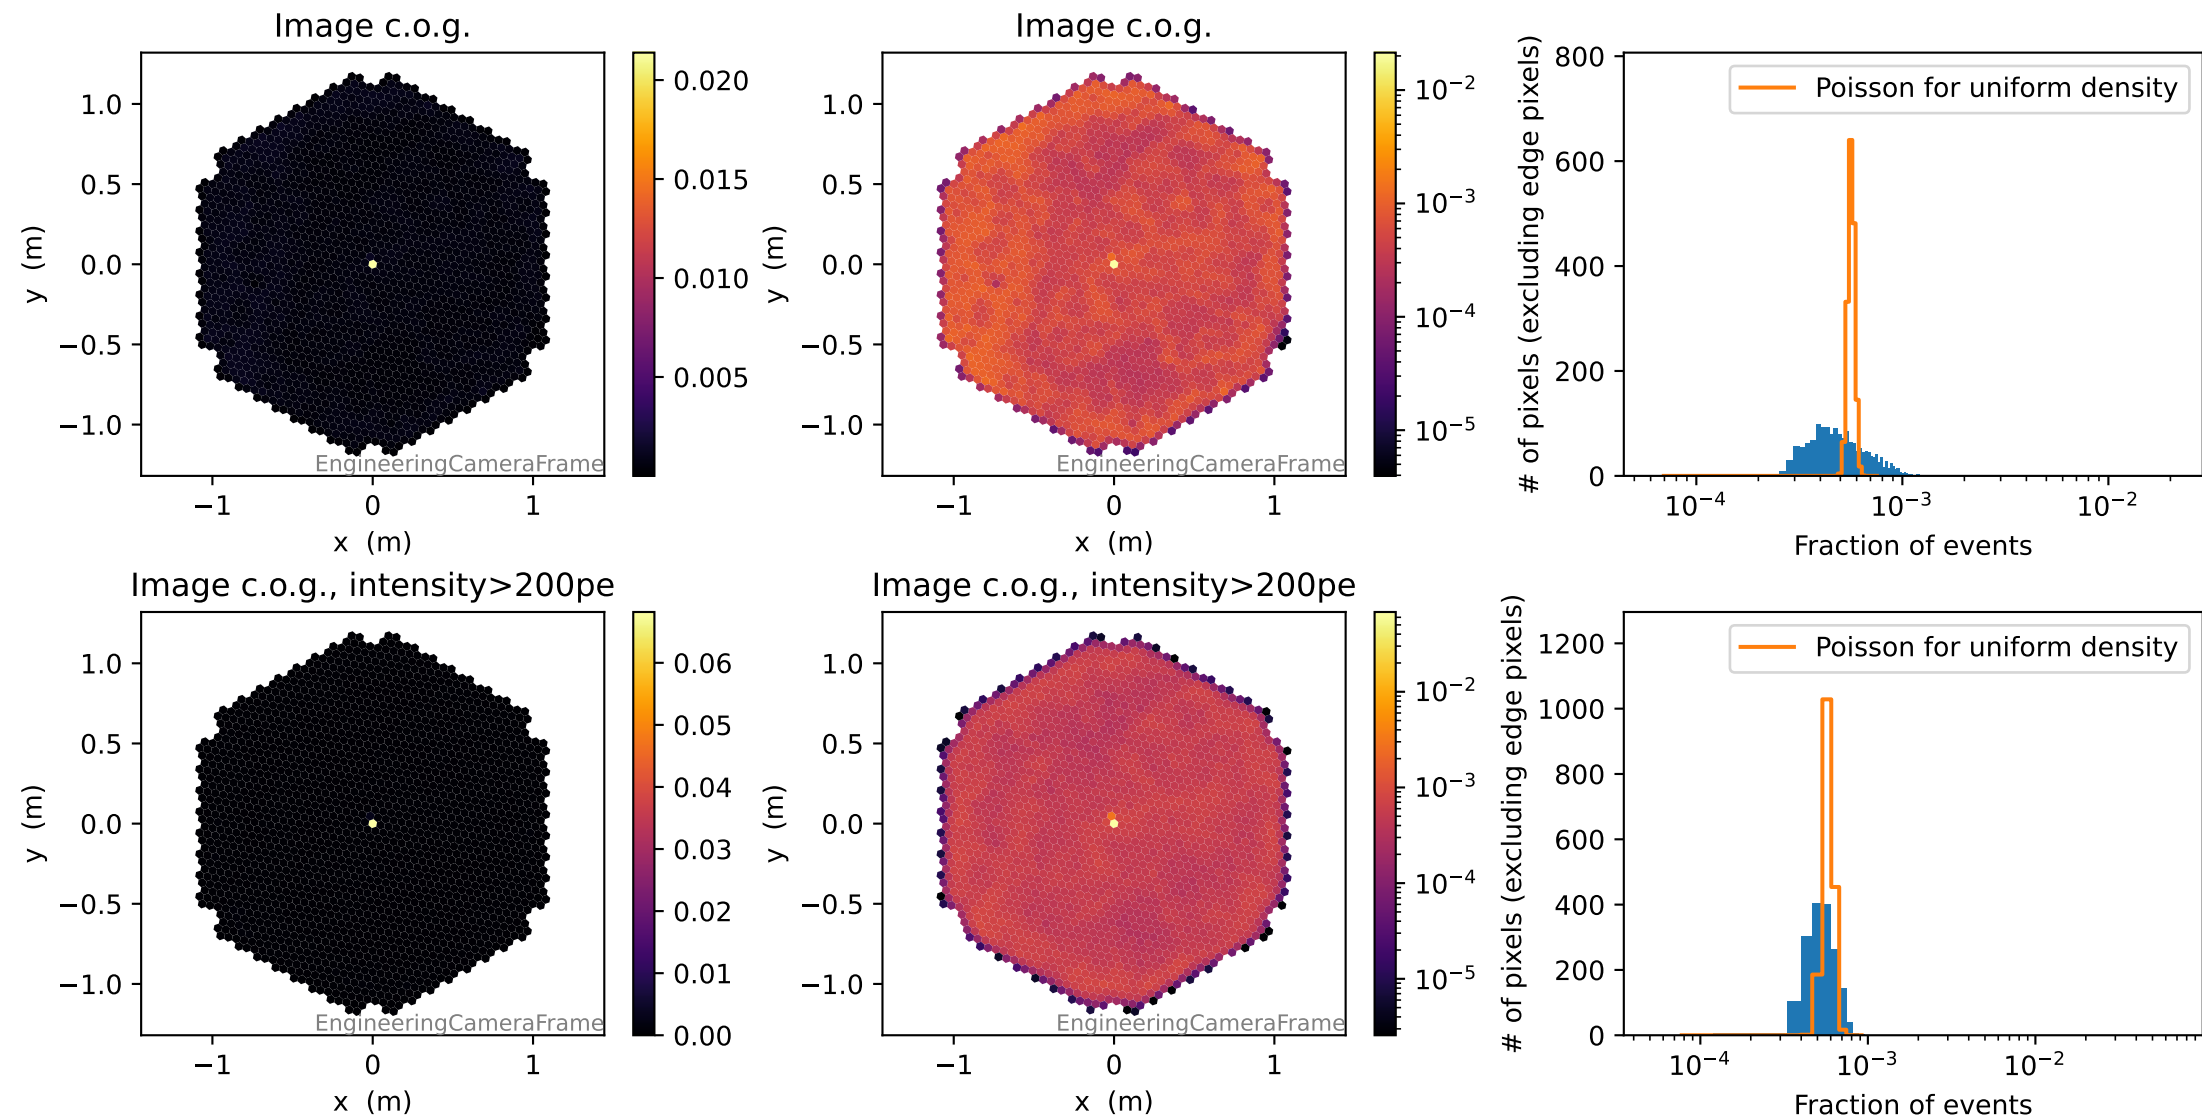 Image c.o.g.
y (m)
1.0
0.5
0.0
−0.5
−1.0
EngineeringCameraFrame
−1 0 1
x (m)
0.020
0.015
0.010
0.005
Image c.o.g.
y (m)
1.0
0.5
0.0
−0.5
−1.0
EngineeringCameraFrame
−1 0 1
x (m)
10⁻²
10⁻³
10⁻⁴
10⁻⁵
# of pixels (excluding edge pixels)
800
600
400
200
0
Poisson for uniform density
10⁻⁴ 10⁻³ 10⁻²
Fraction of events
Image c.o.g., intensity>200pe
y (m)
1.0
0.5
0.0
−0.5
−1.0
EngineeringCameraFrame
−1 0 1
x (m)
0.06
0.05
0.04
0.03
0.02
0.01
0.00
Image c.o.g., intensity>200pe
y (m)
1.0
0.5
0.0
−0.5
−1.0
EngineeringCameraFrame
−1 0 1
x (m)
10⁻²
10⁻³
10⁻⁴
10⁻⁵
# of pixels (excluding edge pixels)
1200
1000
800
600
400
200
0
Poisson for uniform density
10⁻⁴ 10⁻³ 10⁻²
Fraction of events